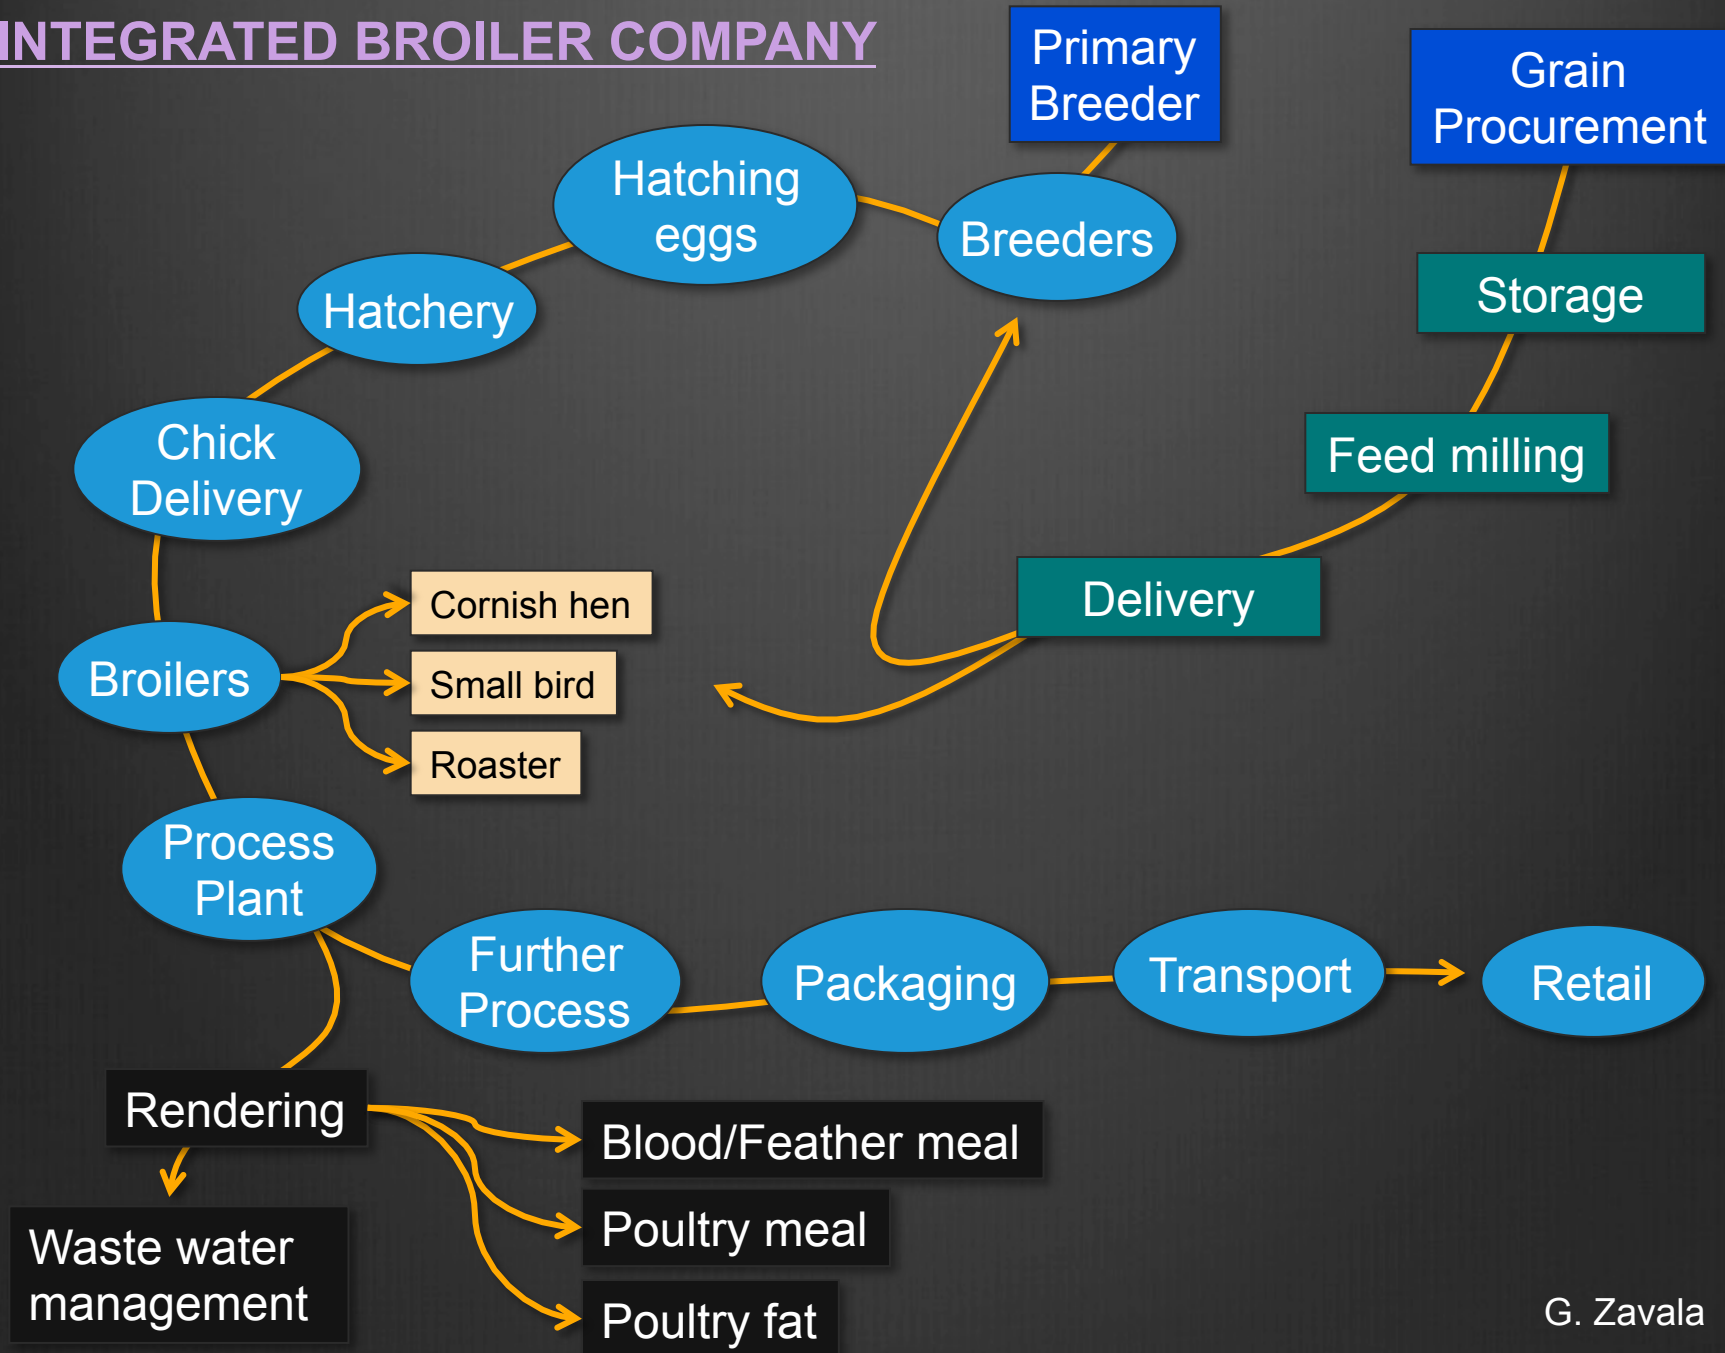 INTEGRATED BROILER COMPANY
Primary
Breeder
Grain
Procurement
Hatching
eggs
Breeders
Storage
Hatchery
Chick
Delivery
Feed milling
Delivery
Broilers
Cornish hen
Small bird
Roaster
Process
Plant
Further
Process
Packaging
Transport
Retail
Rendering
Blood/Feather meal
Poultry meal
Poultry fat
Waste water
management
G. Zavala